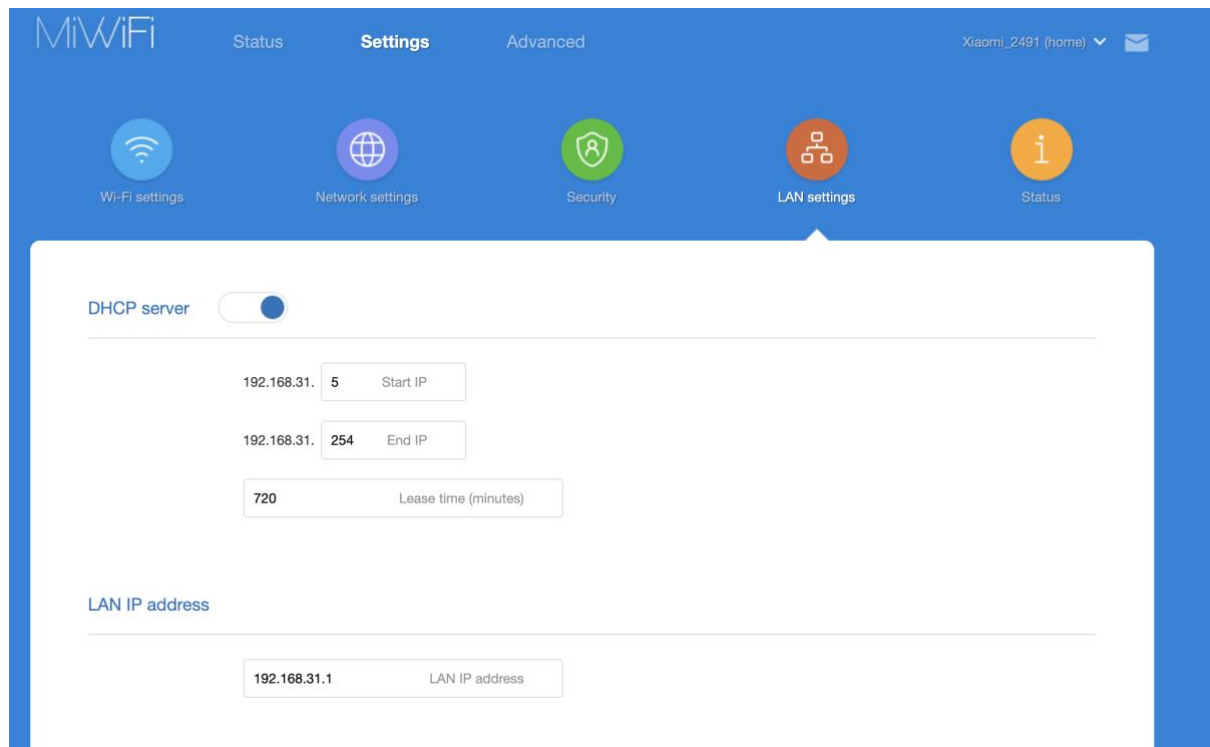 MiWiFi Status Settings Advanced Xiaomi_2491 (home)
Wi-Fi settings Network settings Security LAN settings Status
DHCP server
192.168.31. 5 Start IP
192.168.31. 254 End IP
720 Lease time (minutes)
LAN IP address
192.168.31.1 LAN IP address